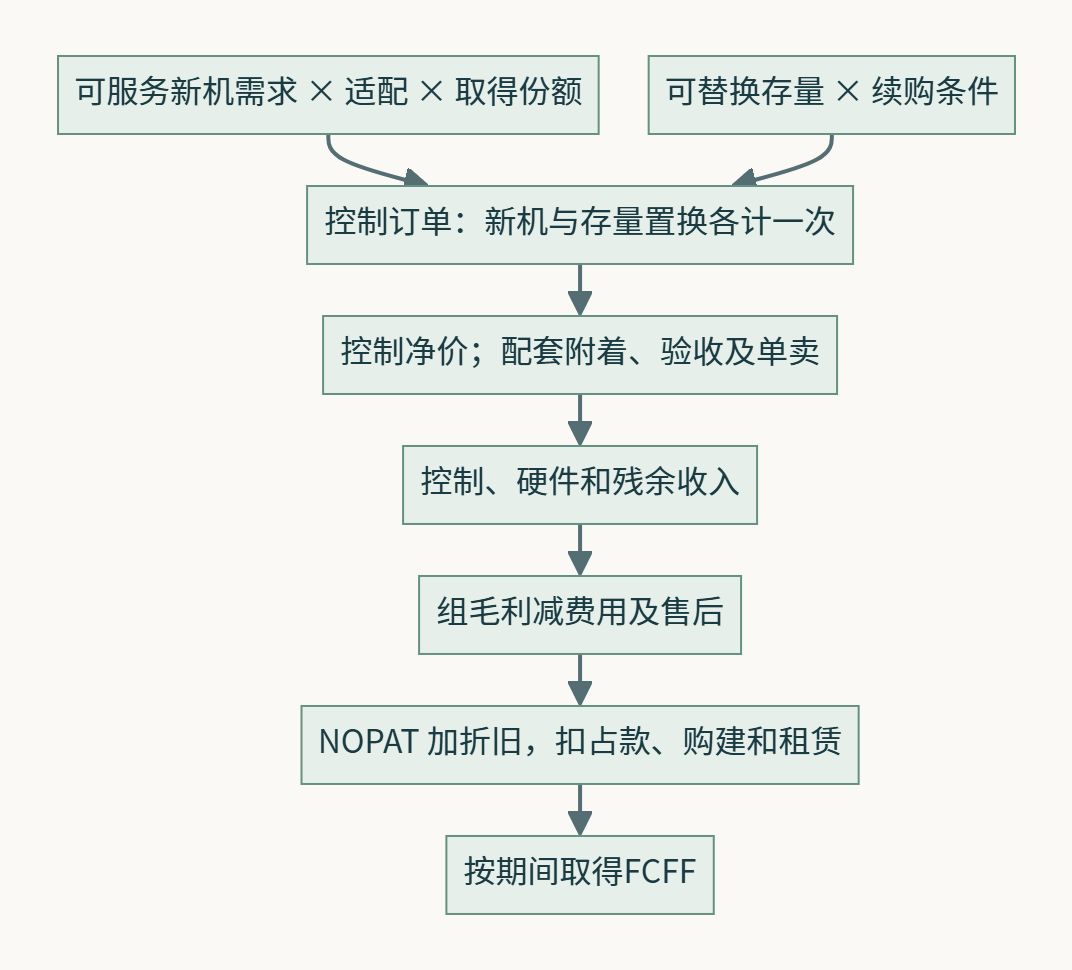 可服务新机需求 × 适配 × 取得份额
可替换存量 × 续购条件
控制订单：新机与存量置换各计一次
控制净价；配套附着、验收及单卖
控制、硬件和残余收入
组毛利减费用及售后
NOPAT 加折旧，扣占款、购建和租赁
按期间取得FCFF